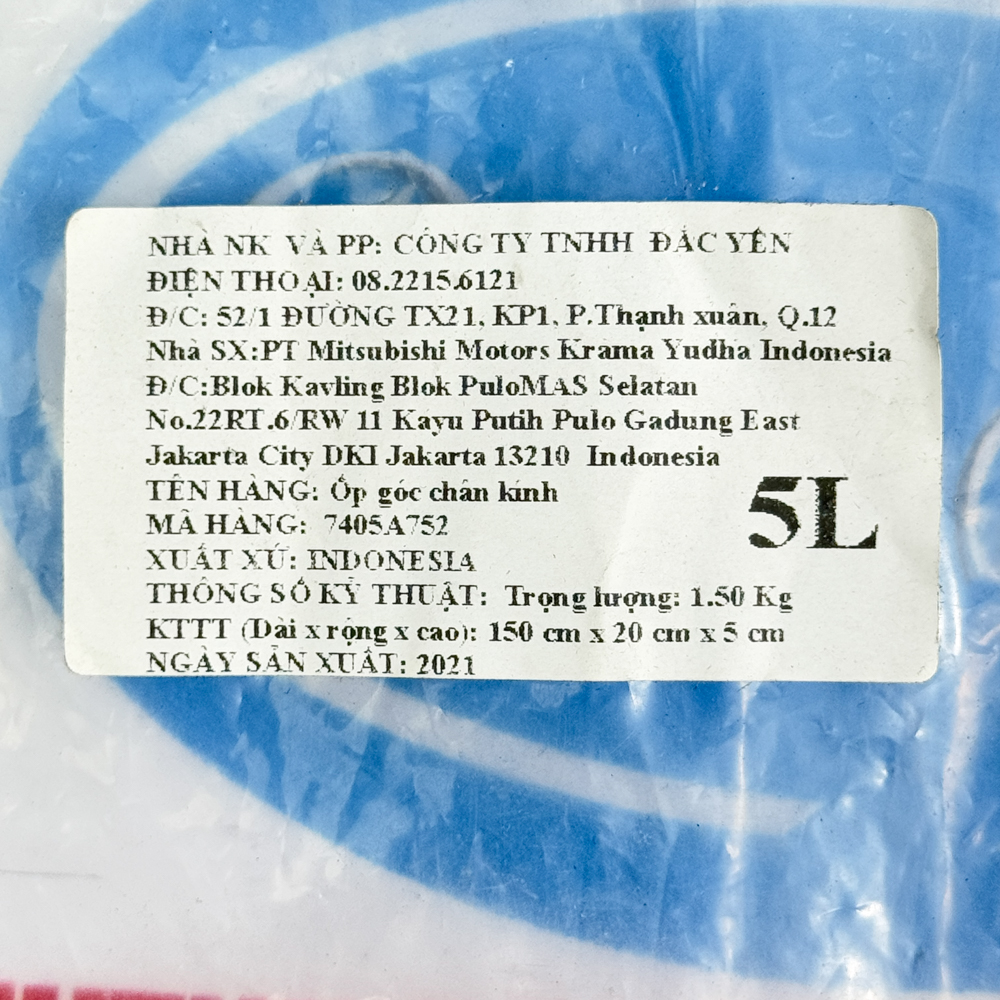 NHÀ NK VÀ PP: CÔNG TY TNHH ĐẮC YÊN
ĐIỆN THOẠI: 08.2215.6121
Đ/C: 52/1 ĐƯỜNG TX21, KP1, P.Thạnh xuân, Q.12
Nhà SX:PT Mitsubishi Motors Krama Yudha Indonesia
Đ/C:Blok Kavling Blok PuloMAS Selatan
No.22RT.6/RW 11 Kayu Putih Pulo Gadung East
Jakarta City DKI Jakarta 13210 Indonesia
TÊN HÀNG: Ốp góc chân kính
MÃ HÀNG: 7405A752
5L
XUẤT XỨ: INDONESIA
THÔNG SỐ KỸ THUẬT: Trọng lượng: 1.50 Kg
KTTT (Dài x rộng x cao): 150 cm x 20 cm x 5 cm
NGÀY SẢN XUẤT: 2021